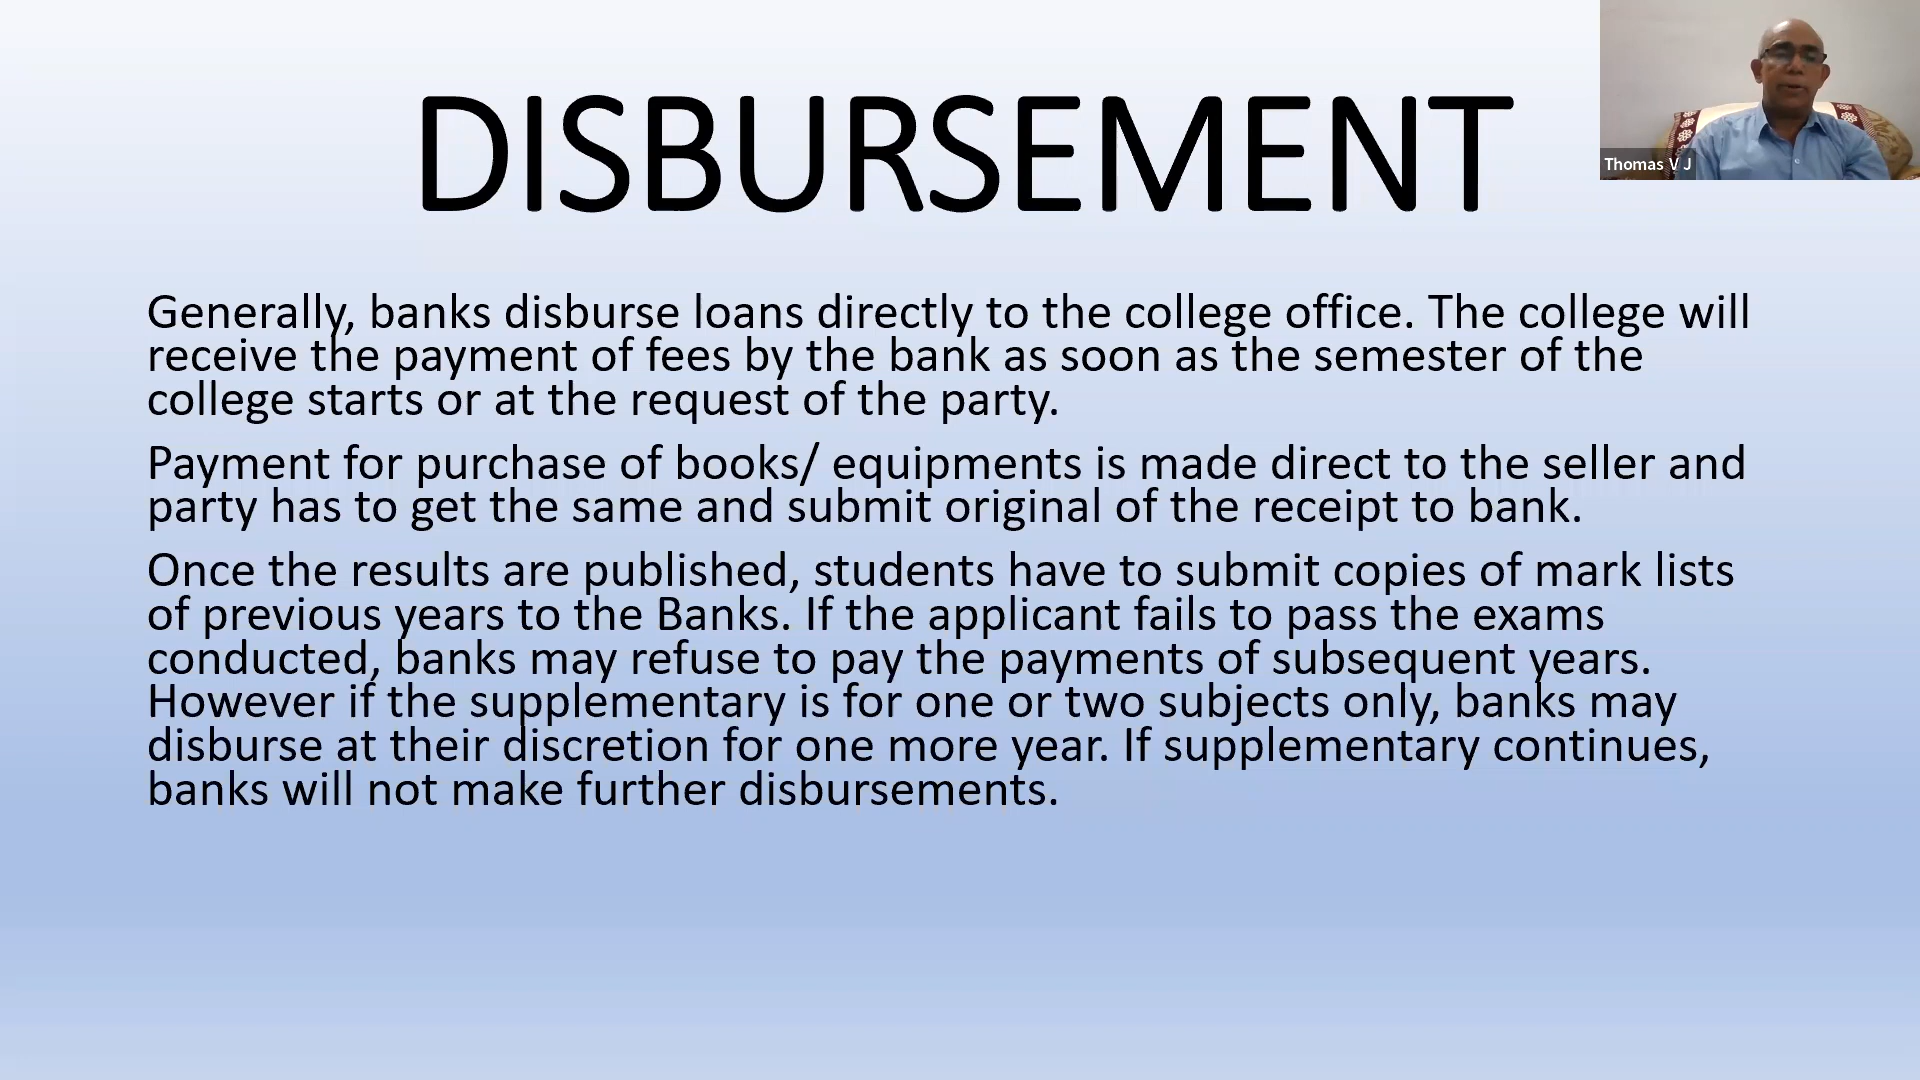 DISBURSEMENT
Thomas V J
Generally, banks disburse loans directly to the college office. The college will
receive the payment of fees by the bank as soon as the semester of the
college starts or at the request of the party.
Payment for purchase of books/ equipments is made direct to the seller and
party has to get the same and submit original of the receipt to bank.
Once the results are published, students have to submit copies of mark lists
of previous years to the Banks. If the applicant fails to pass the exams
conducted, banks may refuse to pay the payments of subsequent years.
However if the supplementary is for one or two subjects only, banks may
disburse at their discretion for one more year. If supplementary continues,
banks will not make further disbursements.